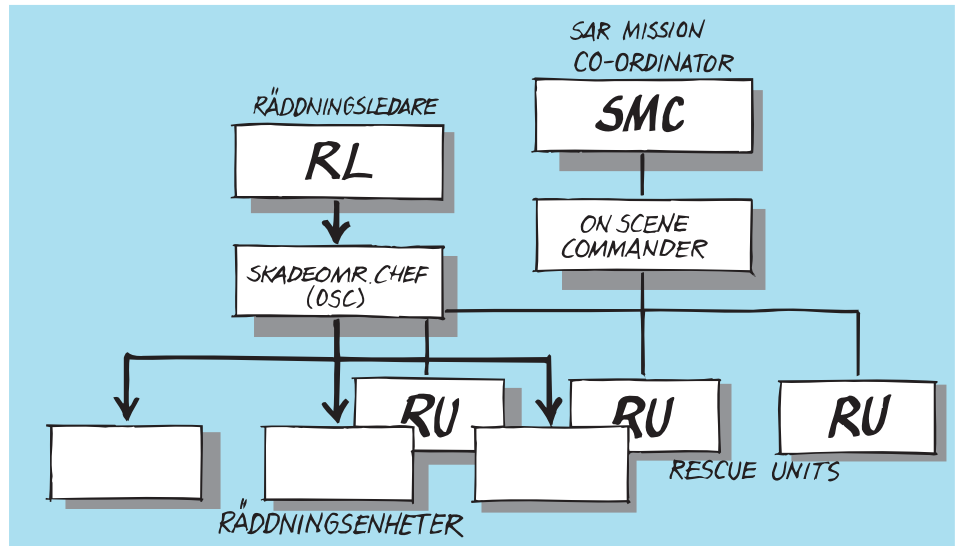 SAR MISSION
CO-ORDINATOR
SMC
RÄDDNINGSLEDARE
RL
ON SCENE
COMMANDER
SKADEOMR. CHEF
(OSC)
RU
RU
RU
RESCUE UNITS
RÄDDNINGSENHETER